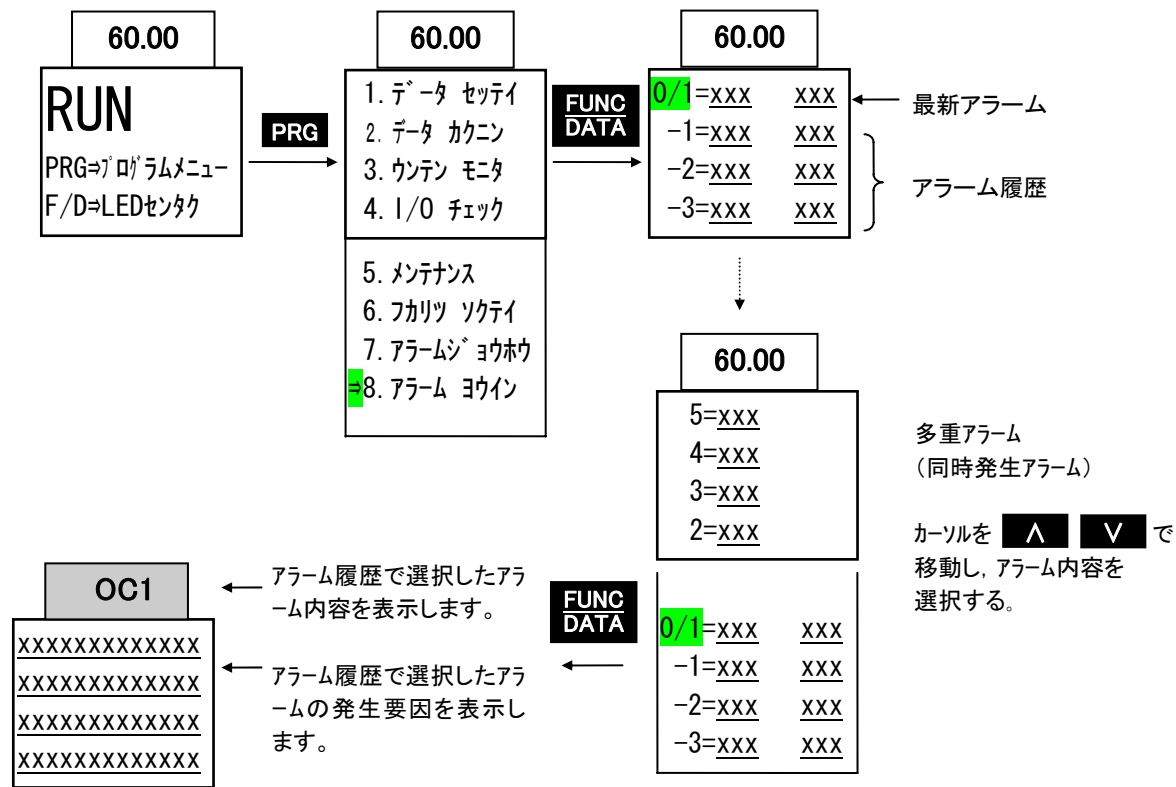 60.00
RUN
PRG⇒ﾌﾟﾛｸﾞﾗﾑﾒﾆｭｰ
F/D⇒LEDｾﾝﾀｸ
PRG
60.00
1. ﾃﾞｰﾀ ｾｯﾃｲ
2. ﾃﾞｰﾀ ｶｸﾆﾝ
3. ｳﾝﾃﾝ ﾓﾆﾀ
4. I/O ﾁｪｯｸ
5. ﾒﾝﾃﾅﾝｽ
6. ﾌｶﾘﾂ ｿｸﾃｲ
7. ｱﾗｰﾑｼﾞｮｳﾎｳ
⇒8. ｱﾗｰﾑ ﾖｳｲﾝ
FUNC
DATA
60.00
0/1=xxx xxx
−1=xxx xxx
−2=xxx xxx
−3=xxx xxx
最新アラーム
アラーム履歴
60.00
5=xxx
4=xxx
3=xxx
2=xxx
0/1=xxx xxx
−1=xxx xxx
−2=xxx xxx
−3=xxx xxx
多重ｱﾗｰﾑ
（同時発生ｱﾗｰﾑ）
ｶｰｿﾙを ∧ ∨ で
移動し, ｱﾗｰﾑ内容を
選択する。
FUNC
DATA
OC1
xxxxxxxxxxxxx
xxxxxxxxxxxxx
xxxxxxxxxxxxx
xxxxxxxxxxxxx
ｱﾗｰﾑ履歴で選択したｱﾗ
ｰﾑ内容を表示します。
ｱﾗｰﾑ履歴で選択したｱﾗ
ｰﾑの発生要因を表示し
ます。